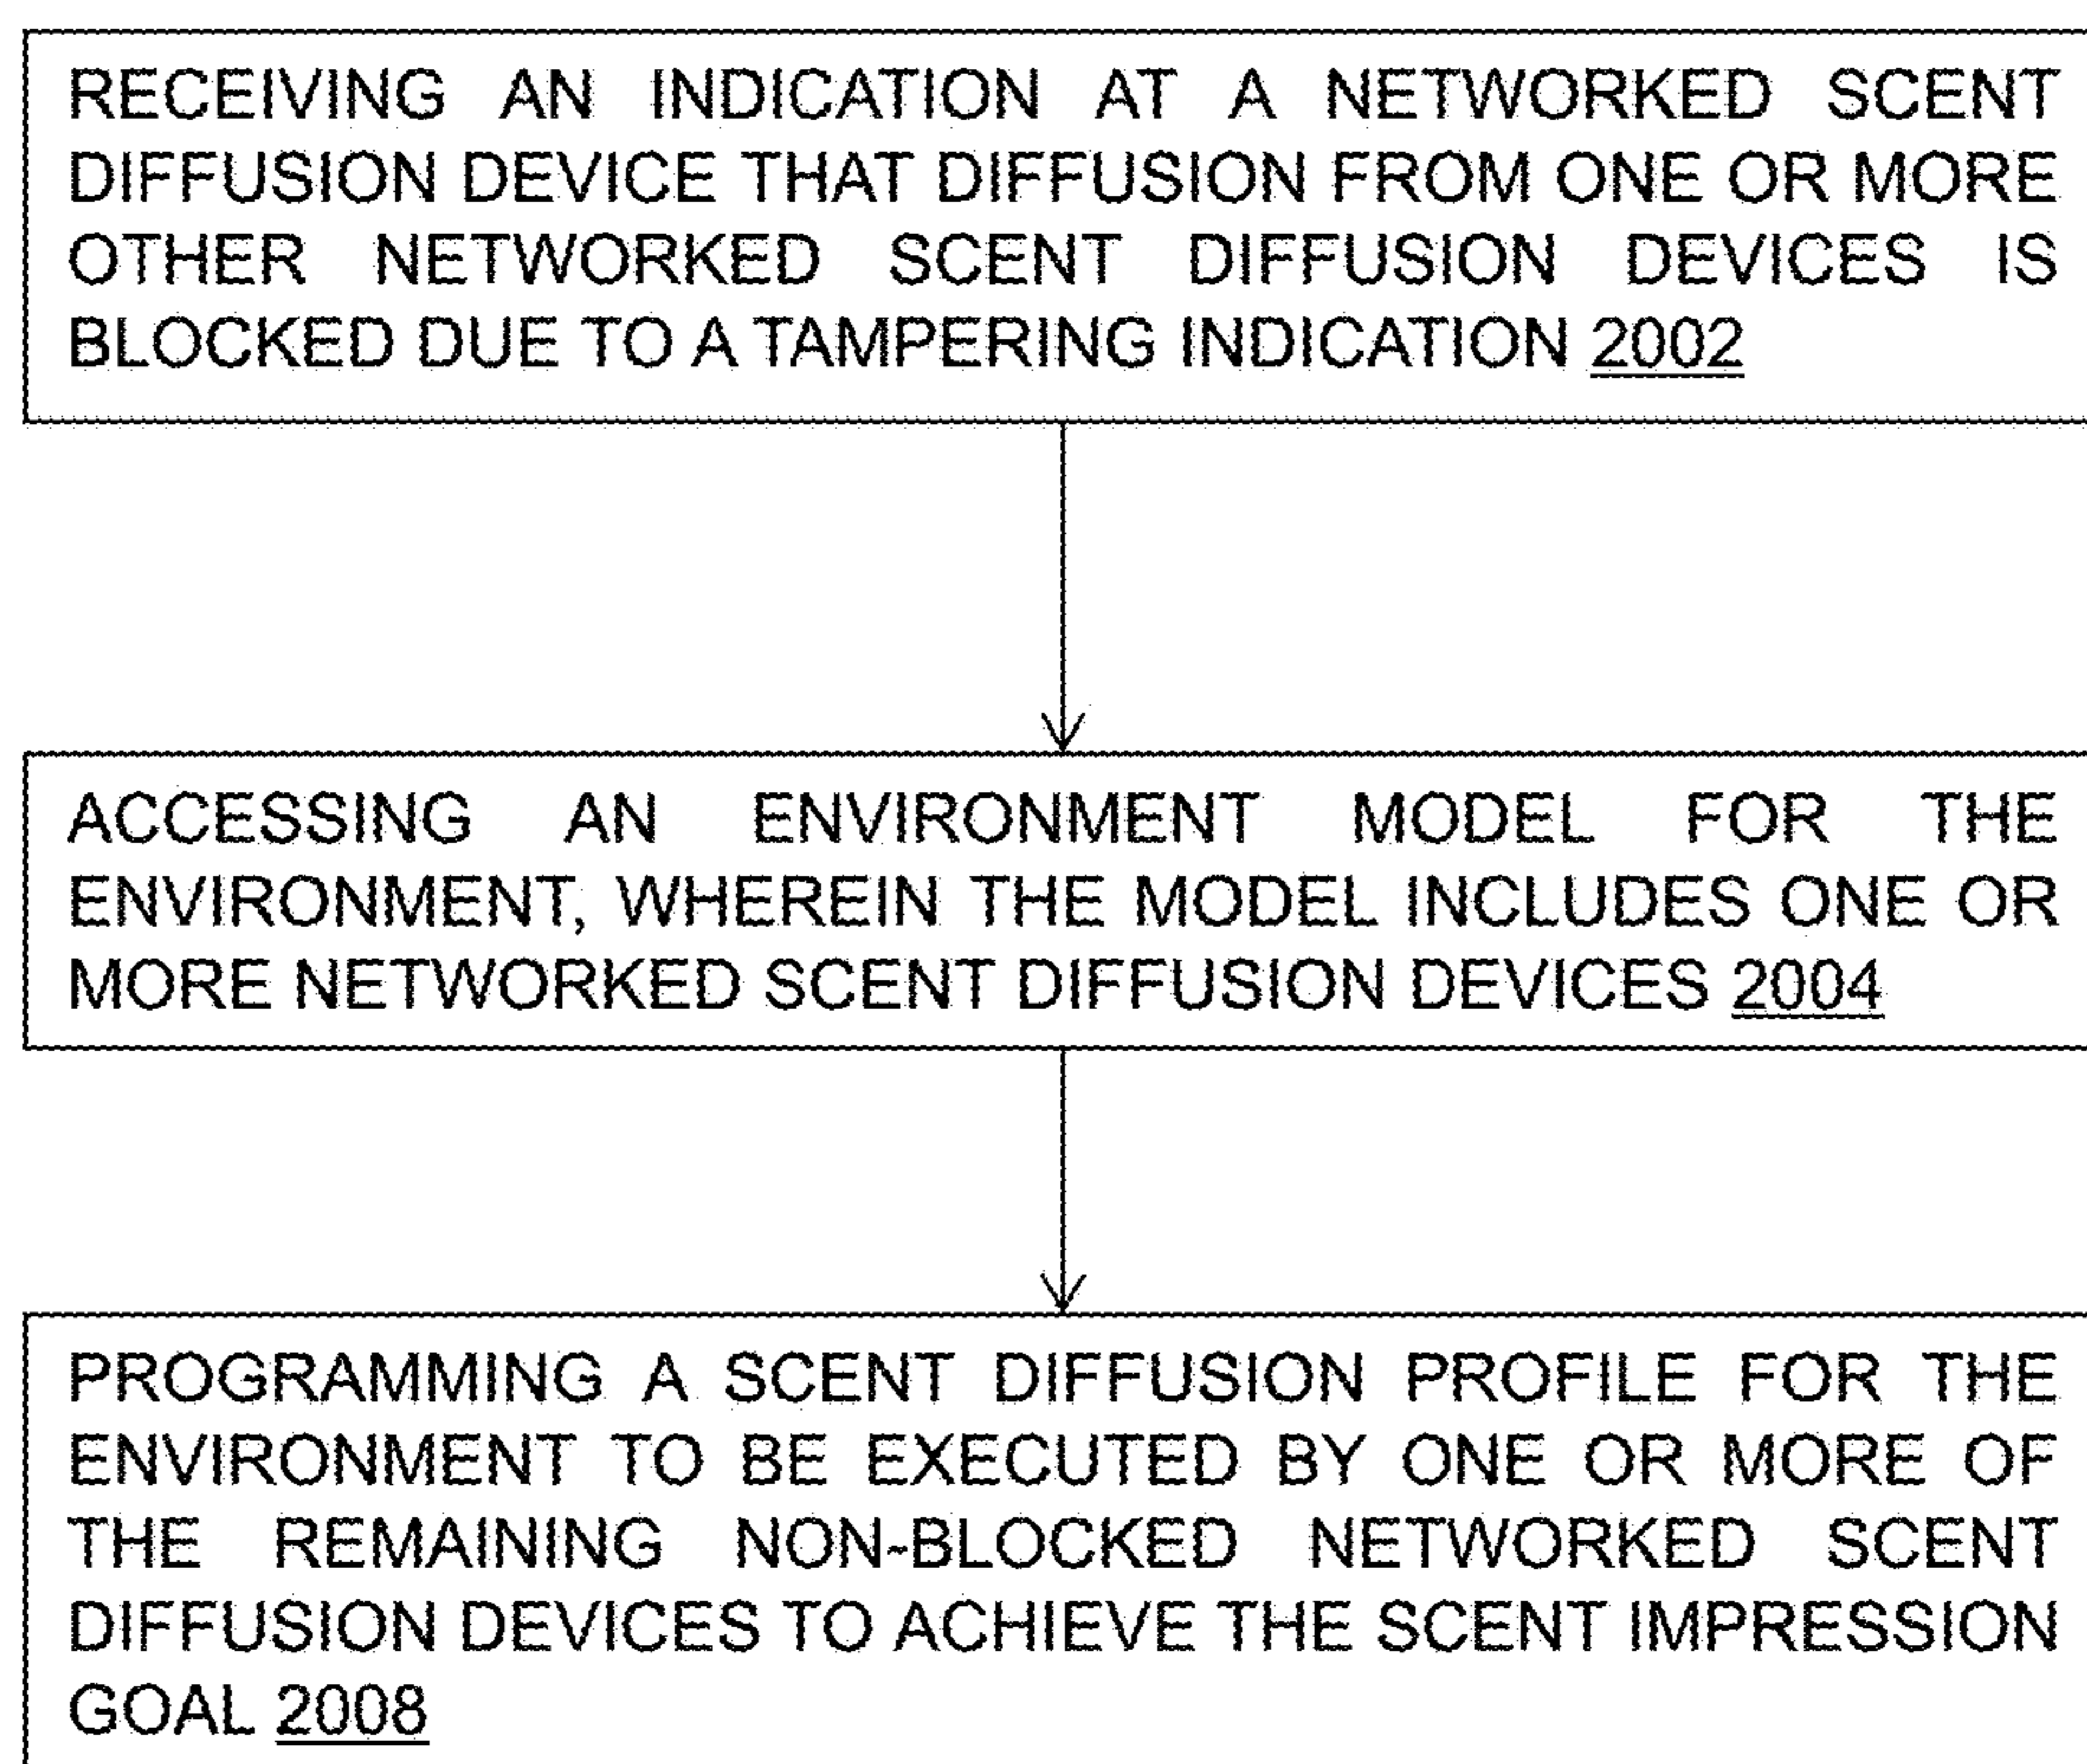 RECEIVING AN INDICATION AT A NETWORKED SCENT
DIFFUSION DEVICE THAT DIFFUSION FROM ONE OR MORE
OTHER NETWORKED SCENT DIFFUSION DEVICES IS
BLOCKED DUE TO A TAMPERING INDICATION 2002
ACCESSING AN ENVIRONMENT MODEL FOR THE
ENVIRONMENT, WHEREIN THE MODEL INCLUDES ONE OR
MORE NETWORKED SCENT DIFFUSION DEVICES 2004
PROGRAMMING A SCENT DIFFUSION PROFILE FOR THE
ENVIRONMENT TO BE EXECUTED BY ONE OR MORE OF
THE REMAINING NON-BLOCKED NETWORKED SCENT
DIFFUSION DEVICES TO ACHIEVE THE SCENT IMPRESSION
GOAL 2008